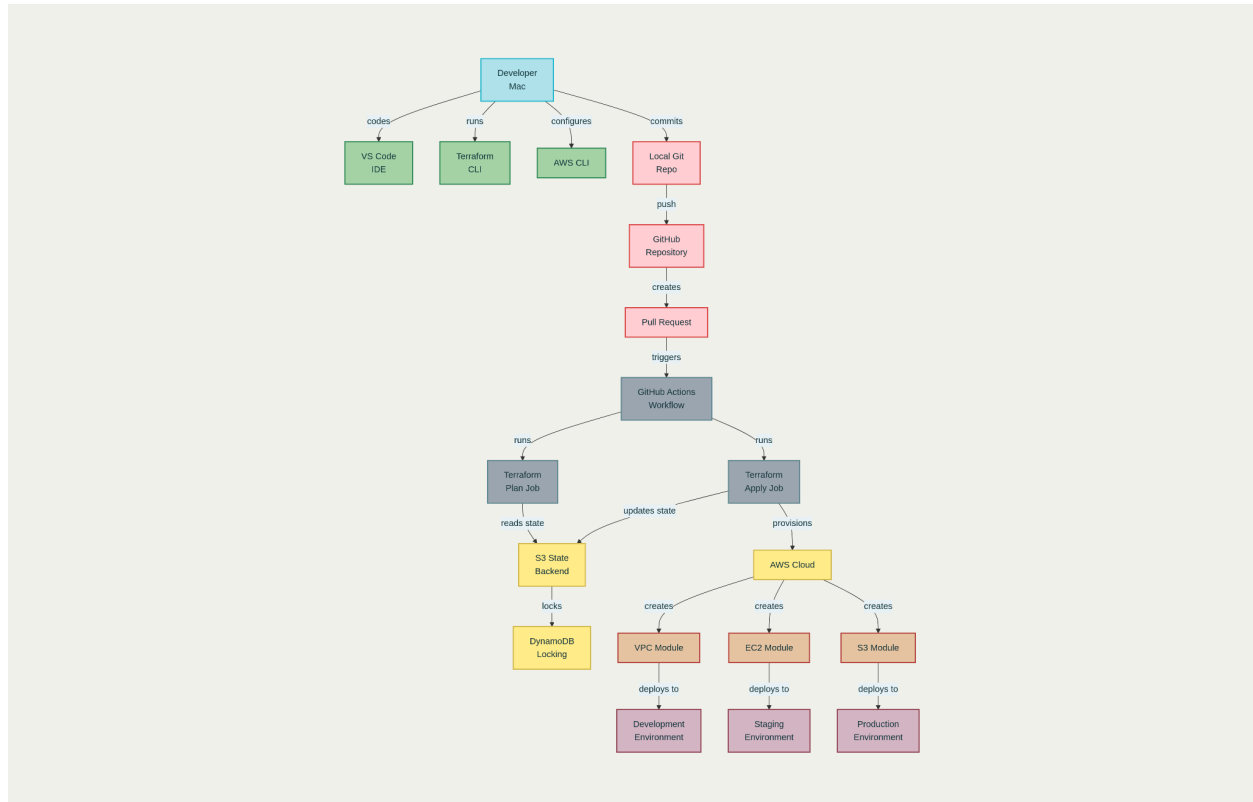 Developer
Mac
codes
runs
configures
commits
VS Code
IDE
Terraform
CLI
AWS CLI
Local Git
Repo
push
GitHub
Repository
creates
Pull Request
triggers
GitHub Actions
Workflow
runs
runs
Terraform
Plan Job
Terraform
Apply Job
reads state
updates state
provisions
S3 State
Backend
AWS Cloud
locks
creates
creates
creates
DynamoDB
Locking
VPC Module
EC2 Module
S3 Module
deploys to
deploys to
deploys to
Development
Environment
Staging
Environment
Production
Environment